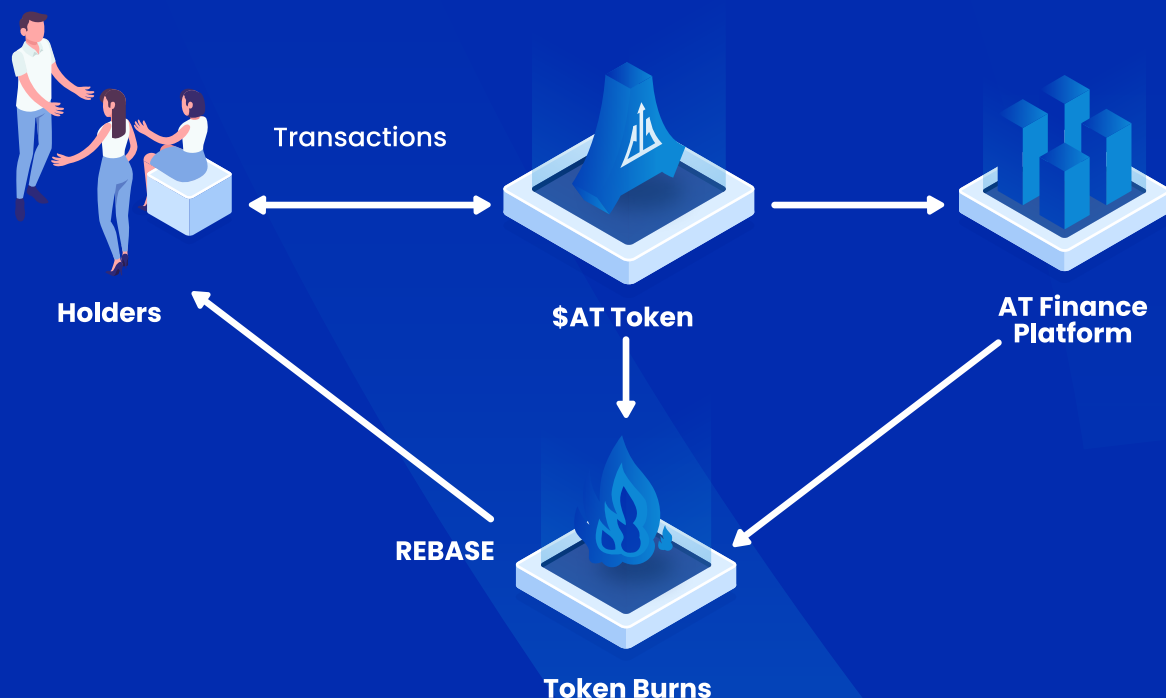 Transactions
Holders
$AT Token
AT Finance
Platform
REBASE
Token Burns